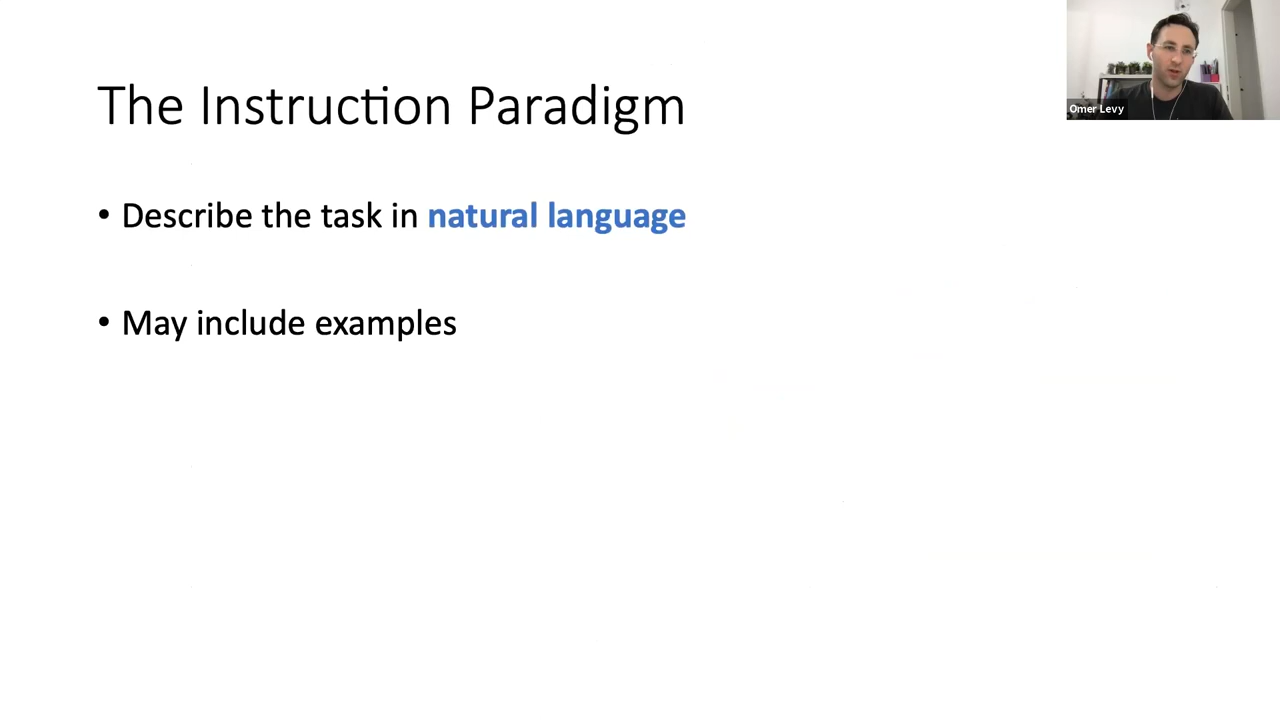 The Instruction Paradigm
Omer Levy
• Describe the task in natural language
• May include examples